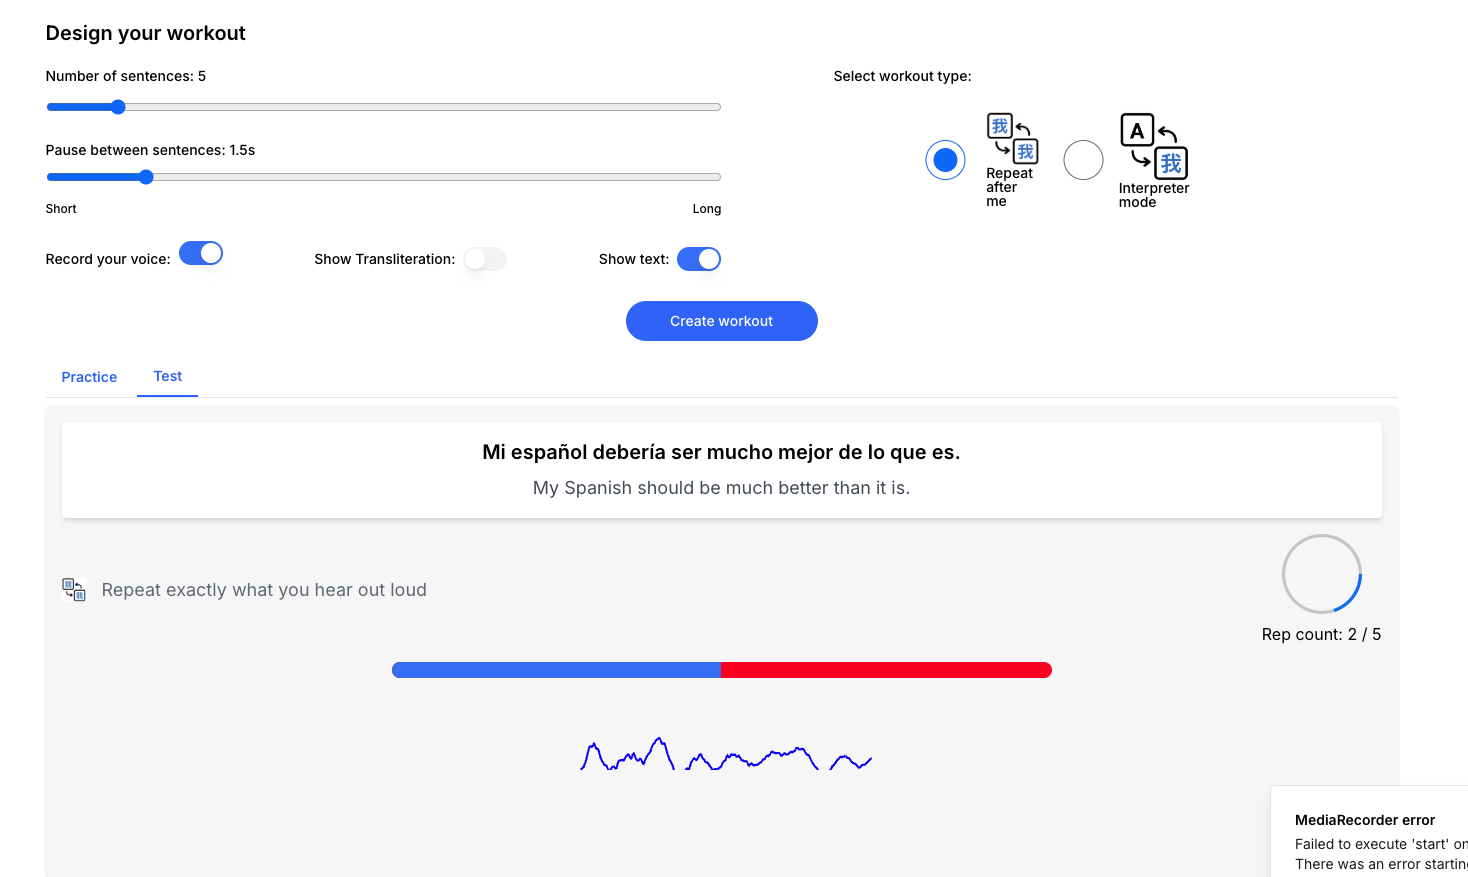 Design your workout
Number of sentences: 5
Select workout type:
我
我
Repeat
after
me
A
我
Interpreter
mode
Pause between sentences: 1.5s
Short
Long
Record your voice:
Show Transliteration:
Show text:
Create workout
Practice
Test
Mi español debería ser mucho mejor de lo que es.
My Spanish should be much better than it is.
我
我
Repeat exactly what you hear out loud
Rep count: 2 / 5
MediaRecorder error
Failed to execute 'start' on
There was an error starting